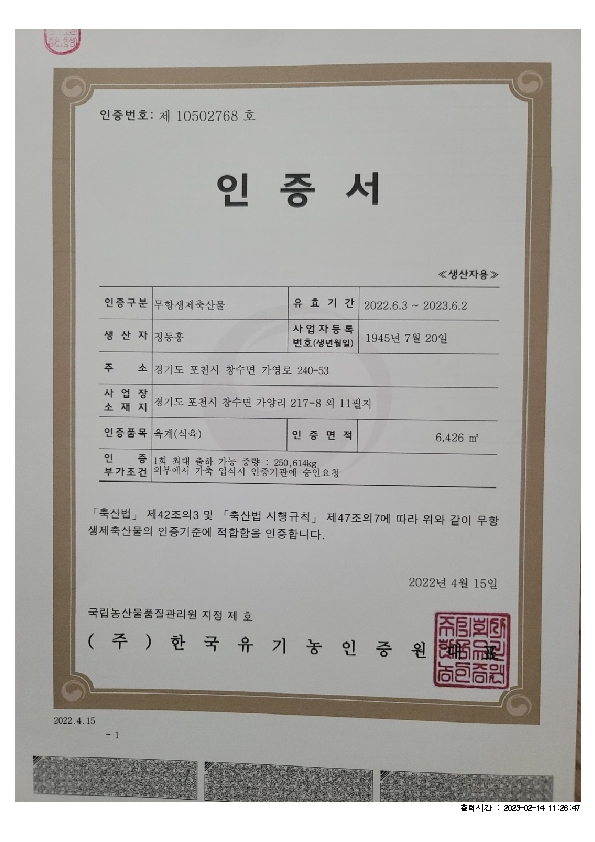 인증번호: 제 10502768 호
인 증 서
≪생산자용≫
인증구분 무항생제축산물 유 효 기 간 2022.6.3 ~ 2023.6.2
생 산 자 정동흥 사업자등록 번호(생년월일) 1945년 7월 20일
주 소 경기도 포천시 창수면 가영로 240-53
사 업 장 소 재 지 경기도 포천시 창수면 가양리 217-8 외 11필지
인증품목 육계(식육) 인 증 면 적 6,426 ㎡
인 증 1회 최대 출하 가능 중량 : 250,614kg
부가조건 외부에서 가축 입식시 인증기관에 승인요청
「축산법」 제42조의3 및 「축산법 시행규칙」 제47조의7에 따라 위와 같이 무항
생제축산물의 인증기준에 적합함을 인증합니다.
2022년 4월 15일
국립농산물품질관리원 지정 제 호
( 주 ) 한 국 유 기 농 인 증 원 대 표
2022.4.15
- 1
출력시간 : 2023-02-14 11:26:47